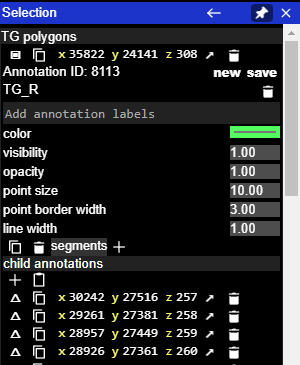 Selection
TG polygons
x 35822 y 24141 z 308
Annotation ID: 8113 new save
TG_R
Add annotation labels
color
visibility 1.00
opacity 1.00
point size 10.00
point border width 3.00
line width 1.00
segments
child annotations
x 30242 y 27516 z 257
x 29261 y 27381 z 258
x 28957 y 27449 z 259
x 28926 y 27361 z 260